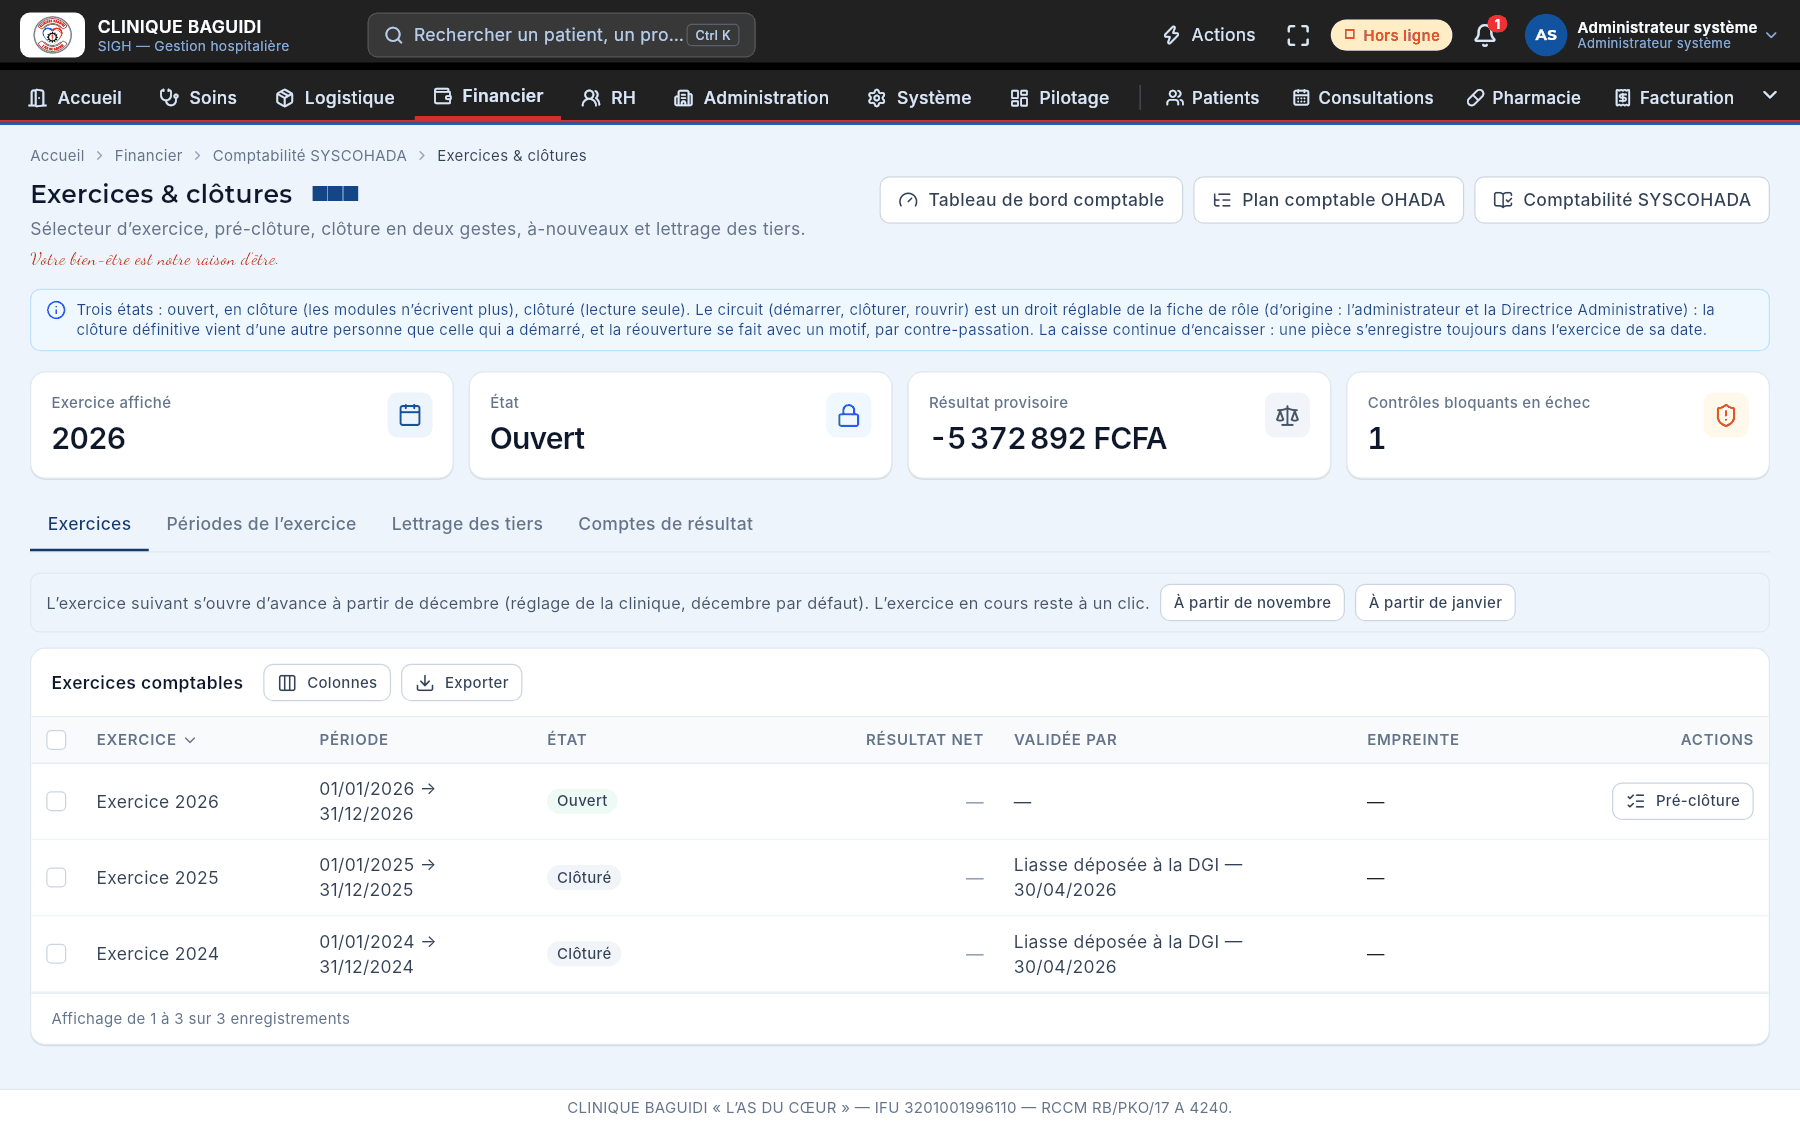 CLINIQUE BAGUIDI
SIGH — Gestion hospitalière
Rechercher un patient, un pro... Ctrl K
Actions
Hors ligne
1
AS
Administrateur système
Administrateur système
Accueil
Soins
Logistique
Financier
RH
Administration
Système
Pilotage
Patients
Consultations
Pharmacie
Facturation
Accueil > Financier > Comptabilité SYSCOHADA > Exercices & clôtures
Exercices & clôtures
Tableau de bord comptable
Plan comptable OHADA
Comptabilité SYSCOHADA
Sélecteur d’exercice, pré-clôture, clôture en deux gestes, à-nouveaux et lettrage des tiers.
Votre bien-être est notre raison d'être.
Trois états : ouvert, en clôture (les modules n’écrivent plus), clôturé (lecture seule). Le circuit (démarrer, clôturer, rouvrir) est un droit réglable de la fiche de rôle (d’origine : l’administrateur et la Directrice Administrative) : la
clôture définitive vient d’une autre personne que celle qui a démarré, et la réouverture se fait avec un motif, par contre-passation. La caisse continue d’encaisser : une pièce s’enregistre toujours dans l’exercice de sa date.
Exercice affiché
2026
État
Ouvert
Résultat provisoire
-5 372 892 FCFA
Contrôles bloquants en échec
1
Exercices
Périodes de l’exercice
Lettrage des tiers
Comptes de résultat
L’exercice suivant s’ouvre d’avance à partir de décembre (réglage de la clinique, décembre par défaut). L’exercice en cours reste à un clic.
À partir de novembre
À partir de janvier
Exercices comptables
Colonnes
Exporter
EXERCICE PÉRIODE ÉTAT RÉSULTAT NET VALIDÉE PAR EMPREINTE ACTIONS
Exercice 2026
01/01/2026 →
31/12/2026
Ouvert
— — —
Pré-clôture
Exercice 2025
01/01/2025 →
31/12/2025
Clôturé
—
Liasse déposée à la DGI —
30/04/2026
—
Exercice 2024
01/01/2024 →
31/12/2024
Clôturé
—
Liasse déposée à la DGI —
30/04/2026
—
Affichage de 1 à 3 sur 3 enregistrements
CLINIQUE BAGUIDI « L’AS DU CŒUR » — IFU 3201001996110 — RCCM RB/PKO/17 A 4240.